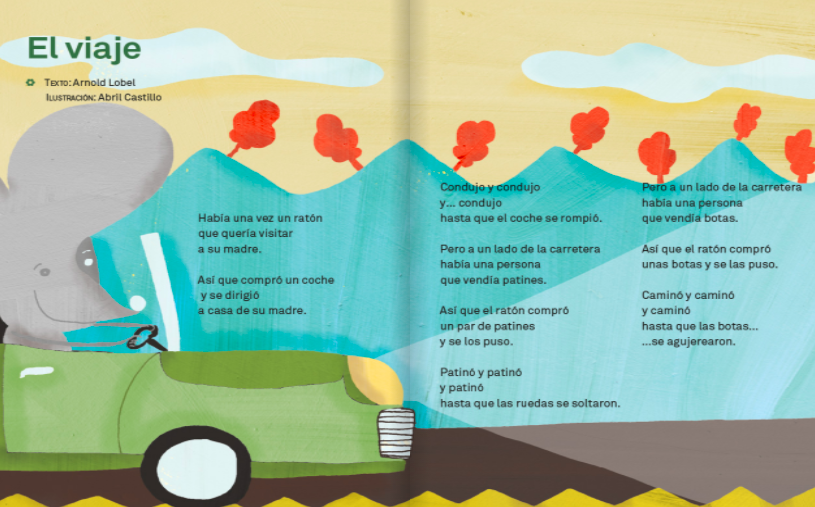 El viaje
Texto: Arnold Lobel
Ilustración: Abril Castillo
Había una vez un ratón
que quería visitar
a su madre.
Así que compró un coche
y se dirigió
a casa de su madre.
Condujo y condujo
y... condujo
hasta que el coche se rompió.
Pero a un lado de la carretera
había una persona
que vendía patines.
Así que el ratón compró
un par de patines
y se los puso.
Patinó y patinó
y patinó
hasta que las ruedas se soltaron.
Pero a un lado de la carretera
había una persona
que vendía botas.
Así que el ratón compró
unas botas y se las puso.
Caminó y caminó
y caminó
hasta que las botas...
...se agujerearon.